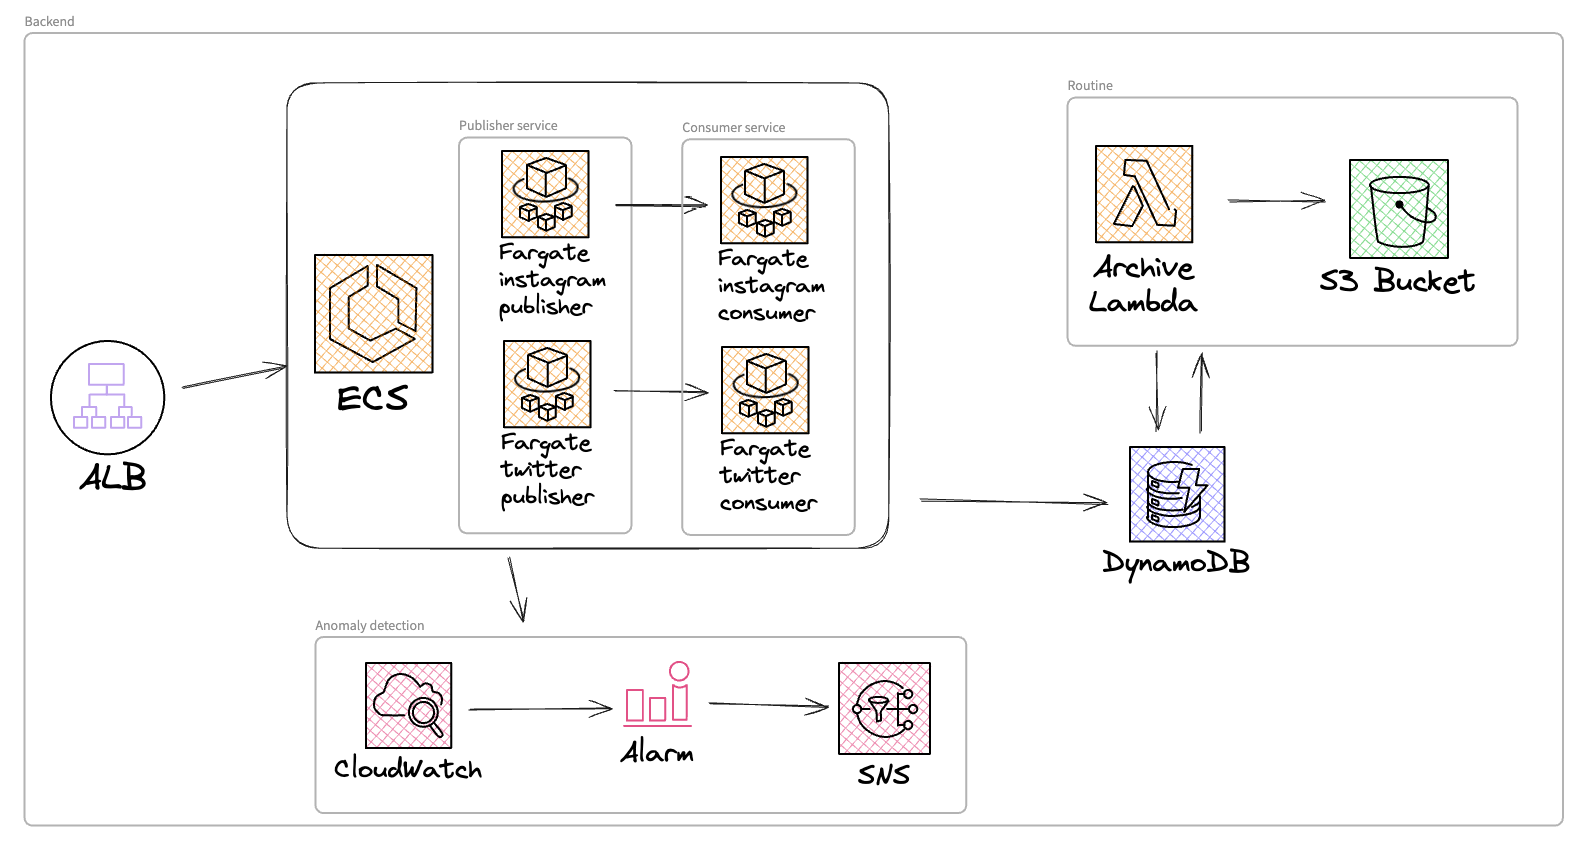 Backend
Routine
Publisher service
Consumer service
Fargate
instagram
publisher
Fargate
instagram
consumer
Archive
Lambda
S3 Bucket
ECS
ALB
Fargate
twitter
publisher
Fargate
twitter
consumer
DynamoDB
Anomaly detection
CloudWatch
Alarm
SNS